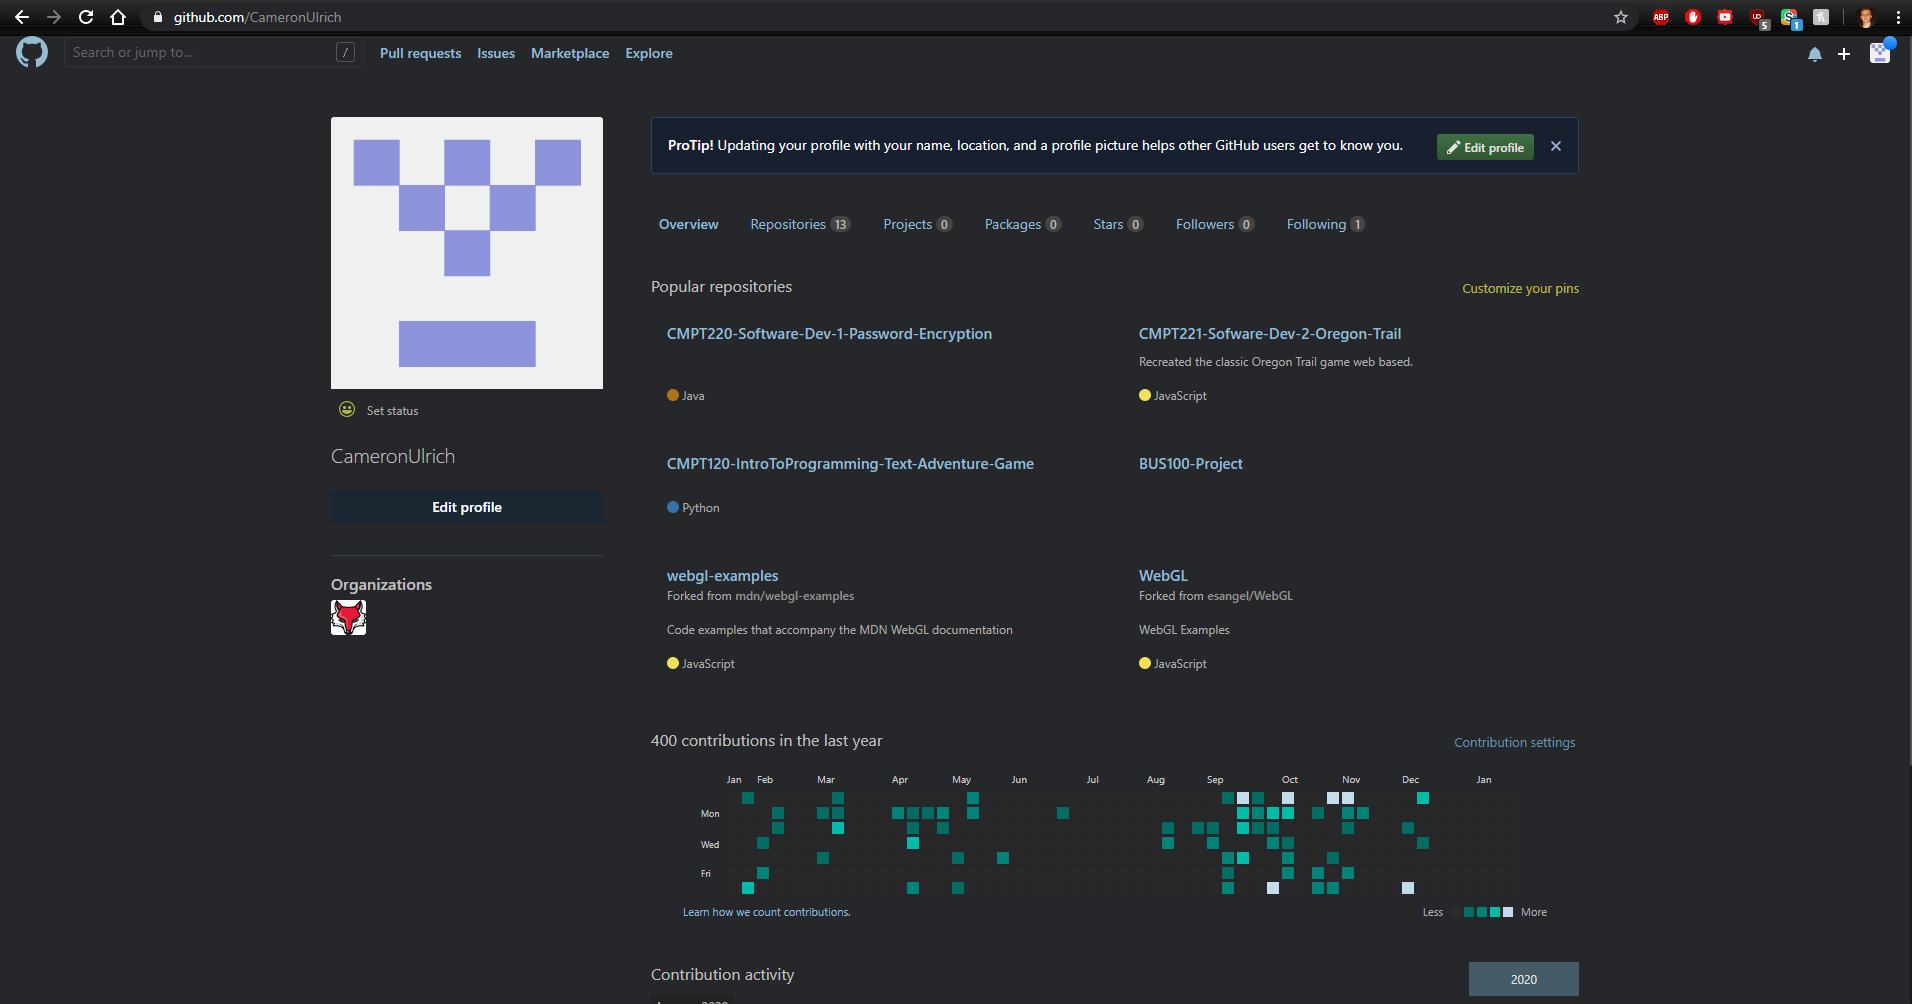 github.com/CameronUlrich
ABP
UD
5
1
Search or jump to...
/
Pull requests Issues Marketplace Explore
ProTip! Updating your profile with your name, location, and a profile picture helps other GitHub users get to know you.
Edit profile
Overview Repositories 13 Projects 0 Packages 0 Stars 0 Followers 0 Following 1
Set status
CameronUlrich
Edit profile
Organizations
Popular repositories
Customize your pins
CMPT220-Software-Dev-1-Password-Encryption
Java
CMPT221-Sofware-Dev-2-Oregon-Trail
Recreated the classic Oregon Trail game web based.
JavaScript
CMPT120-IntroToProgramming-Text-Adventure-Game
Python
BUS100-Project
webgl-examples
Forked from mdn/webgl-examples
Code examples that accompany the MDN WebGL documentation
JavaScript
WebGL
Forked from esangel/WebGL
WebGL Examples
JavaScript
400 contributions in the last year
Contribution settings
Jan Feb Mar Apr May Jun Jul Aug Sep Oct Nov Dec Jan
Mon
Wed
Fri
Learn how we count contributions.
Less More
Contribution activity
2020